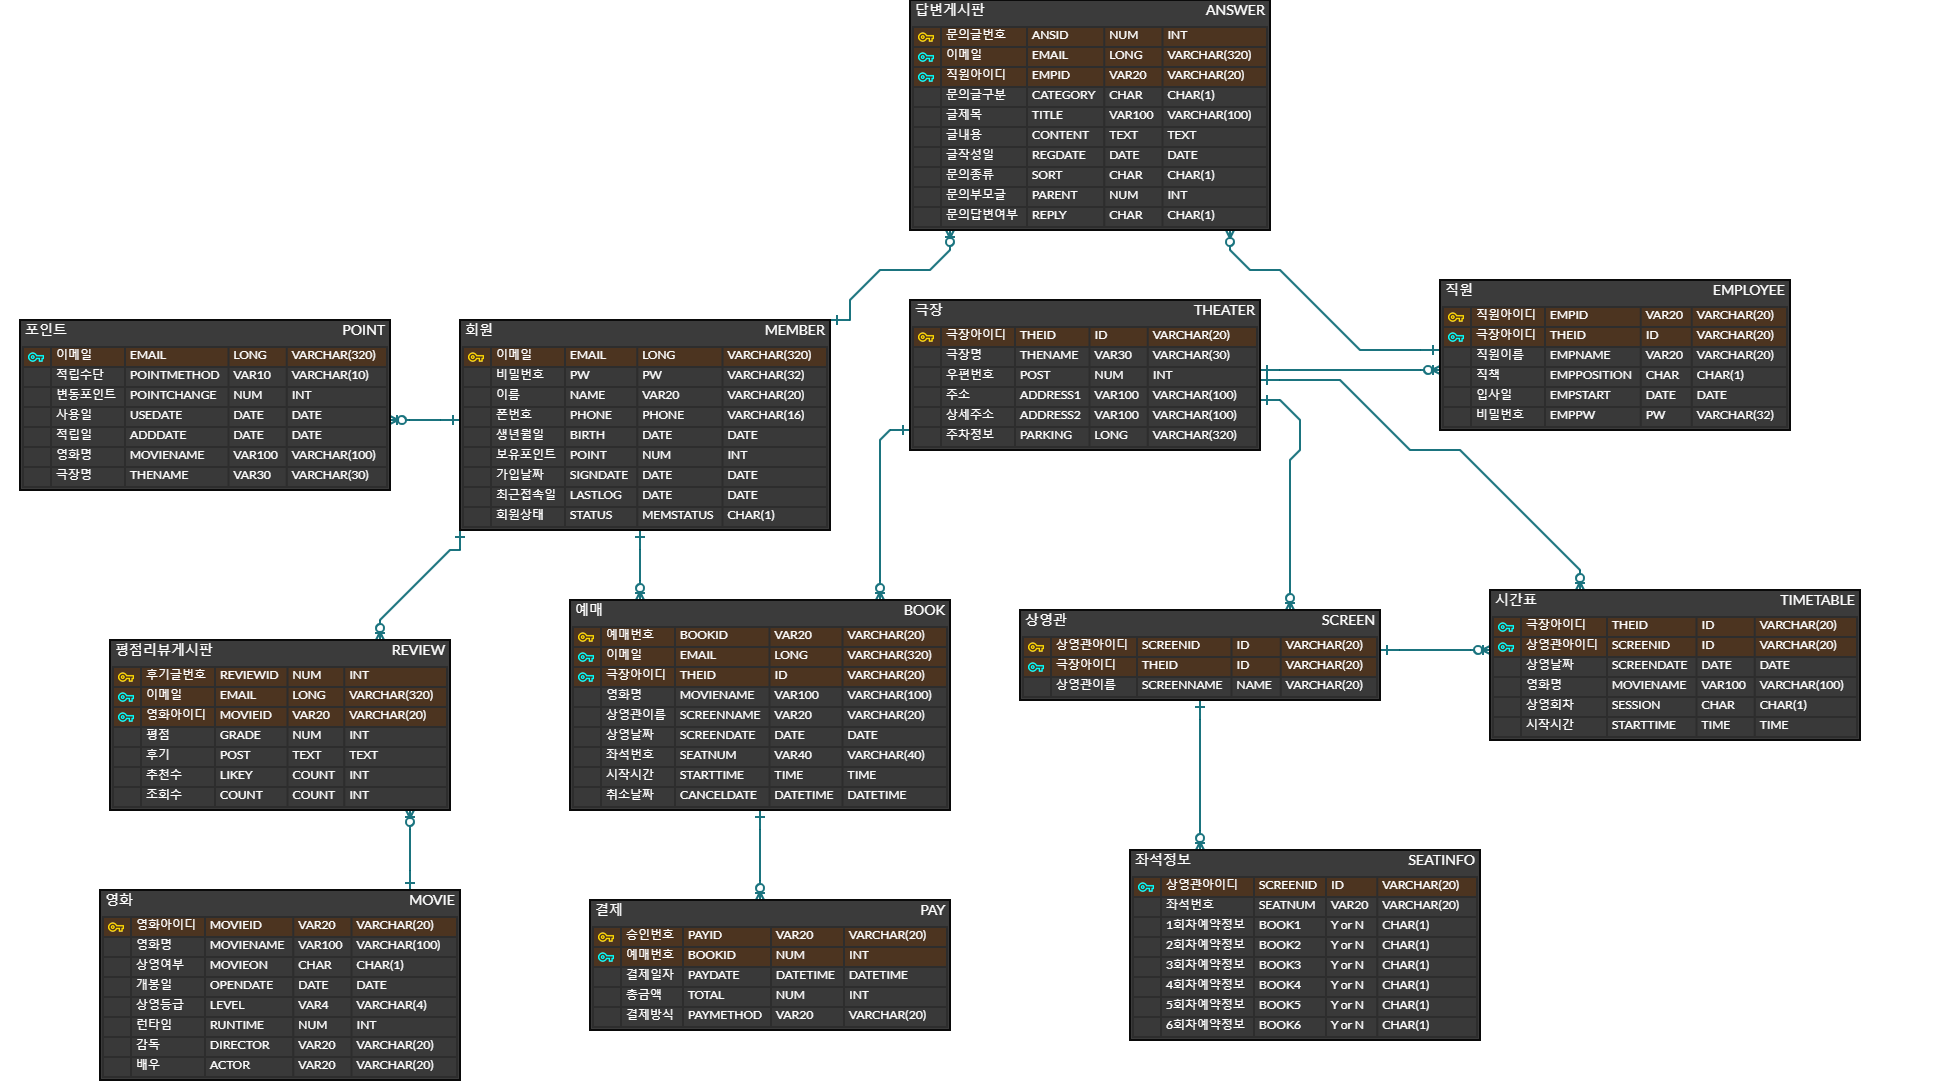 답변게시판 ANSWER
문의글번호 ANSID NUM INT
이메일 EMAIL LONG VARCHAR(320)
직원아이디 EMPID VAR20 VARCHAR(20)
문의글구분 CATEGORY CHAR CHAR(1)
글제목 TITLE VAR100 VARCHAR(100)
글내용 CONTENT TEXT TEXT
글작성일 REGDATE DATE DATE
문의종류 SORT CHAR CHAR(1)
문의부모글 PARENT NUM INT
문의답변여부 REPLY CHAR CHAR(1)
포인트 POINT
이메일 EMAIL LONG VARCHAR(320)
적립수단 POINTMETHOD VAR10 VARCHAR(10)
변동포인트 POINTCHANGE NUM INT
사용일 USEDATE DATE DATE
적립일 ADDDATE DATE DATE
영화명 MOVIENAME VAR100 VARCHAR(100)
극장명 THENAME VAR30 VARCHAR(30)
회원 MEMBER
이메일 EMAIL LONG VARCHAR(320)
비밀번호 PW PW VARCHAR(32)
이름 NAME VAR20 VARCHAR(20)
폰번호 PHONE PHONE VARCHAR(16)
생년월일 BIRTH DATE DATE
보유포인트 POINT NUM INT
가입날짜 SIGNDATE DATE DATE
최근접속일 LASTLOG DATE DATE
회원상태 STATUS MEMSTATUS CHAR(1)
극장 THEATER
극장아이디 THEID ID VARCHAR(20)
극장명 THENAME VAR30 VARCHAR(30)
우편번호 POST NUM INT
주소 ADDRESS1 VAR100 VARCHAR(100)
상세주소 ADDRESS2 VAR100 VARCHAR(100)
주차정보 PARKING LONG VARCHAR(320)
직원 EMPLOYEE
직원아이디 EMPID VAR20 VARCHAR(20)
극장아이디 THEID ID VARCHAR(20)
직원이름 EMPNAME VAR20 VARCHAR(20)
직책 EMPPOSITION CHAR CHAR(1)
입사일 EMPSTART DATE DATE
비밀번호 EMPPW PW VARCHAR(32)
평점리뷰게시판 REVIEW
후기글번호 REVIEWID NUM INT
이메일 EMAIL LONG VARCHAR(320)
영화아이디 MOVIEID VAR20 VARCHAR(20)
평점 GRADE NUM INT
후기 POST TEXT TEXT
추천수 LIKEY COUNT INT
조회수 COUNT COUNT INT
예매 BOOK
예매번호 BOOKID VAR20 VARCHAR(20)
이메일 EMAIL LONG VARCHAR(320)
극장아이디 THEID ID VARCHAR(20)
영화명 MOVIENAME VAR100 VARCHAR(100)
상영관이름 SCREENNAME VAR20 VARCHAR(20)
상영날짜 SCREENDATE DATE DATE
좌석번호 SEATNUM VAR40 VARCHAR(40)
시작시간 STARTTIME TIME TIME
취소날짜 CANCELDATE DATETIME DATETIME
상영관 SCREEN
상영관아이디 SCREENID ID VARCHAR(20)
극장아이디 THEID ID VARCHAR(20)
상영관이름 SCREENNAME NAME VARCHAR(20)
시간표 TIMETABLE
극장아이디 THEID ID VARCHAR(20)
상영관아이디 SCREENID ID VARCHAR(20)
상영날짜 SCREENDATE DATE DATE
영화명 MOVIENAME VAR100 VARCHAR(100)
상영회차 SESSION CHAR CHAR(1)
시작시간 STARTTIME TIME TIME
영화 MOVIE
영화아이디 MOVIEID VAR20 VARCHAR(20)
영화명 MOVIENAME VAR100 VARCHAR(100)
상영여부 MOVIEON CHAR CHAR(1)
개봉일 OPENDATE DATE DATE
상영등급 LEVEL VAR4 VARCHAR(4)
런타임 RUNTIME NUM INT
감독 DIRECTOR VAR20 VARCHAR(20)
배우 ACTOR VAR20 VARCHAR(20)
결제 PAY
승인번호 PAYID VAR20 VARCHAR(20)
예매번호 BOOKID NUM INT
결제일자 PAYDATE DATETIME DATETIME
총금액 TOTAL NUM INT
결제방식 PAYMETHOD VAR20 VARCHAR(20)
좌석정보 SEATINFO
상영관아이디 SCREENID ID VARCHAR(20)
좌석번호 SEATNUM VAR20 VARCHAR(20)
1회차예약정보 BOOK1 Y or N CHAR(1)
2회차예약정보 BOOK2 Y or N CHAR(1)
3회차예약정보 BOOK3 Y or N CHAR(1)
4회차예약정보 BOOK4 Y or N CHAR(1)
5회차예약정보 BOOK5 Y or N CHAR(1)
6회차예약정보 BOOK6 Y or N CHAR(1)